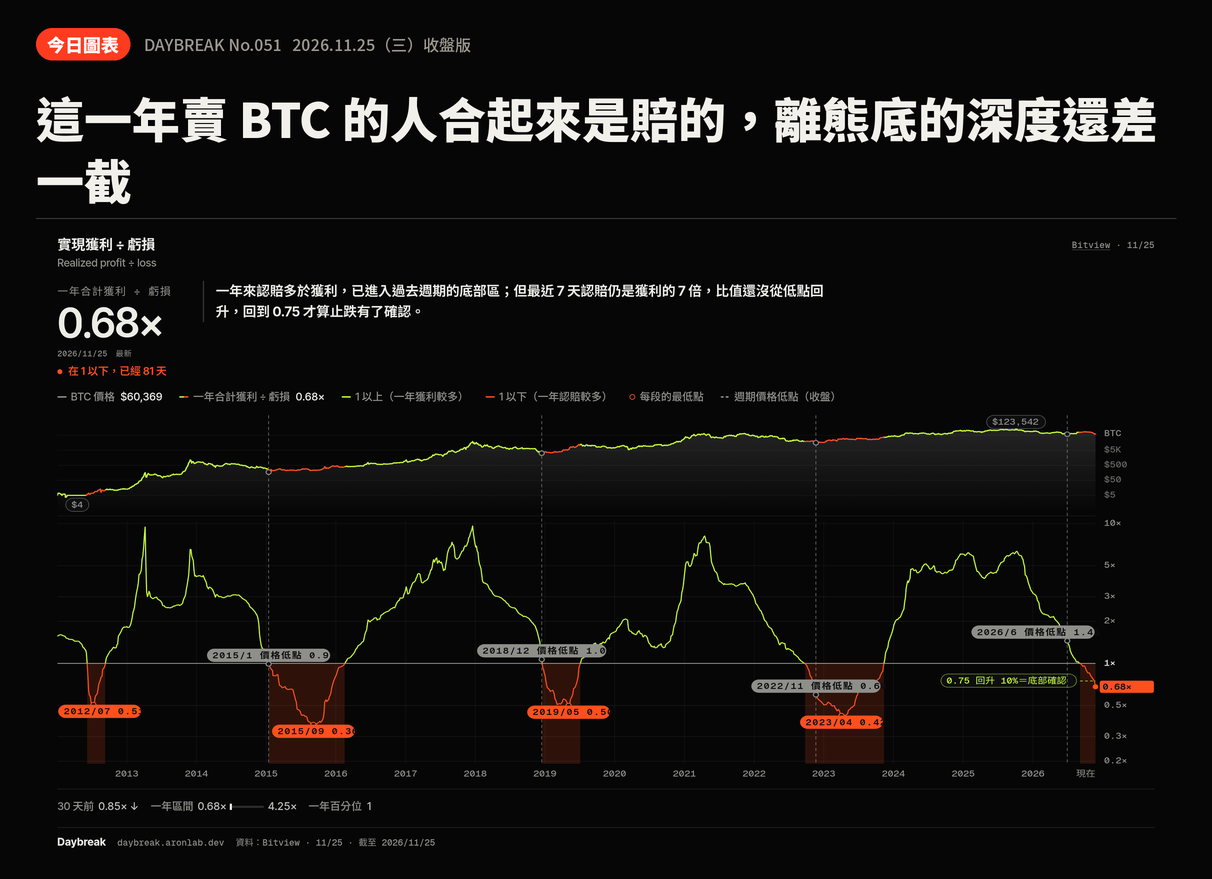 今日圖表 DAYBREAK No.051 2026.11.25（三）收盤版
這一年賣 BTC 的人合起來是賠的，離熊底的深度還差
一截
實現獲利 ÷ 虧損
Bitview · 11/25
Realized profit ÷ loss
一年合計獲利 ÷ 虧損
0.68×
2026/11/25 最新
在 1 以下，已經 81 天
一年來認賠多於獲利，已進入過去週期的底部區；但最近 7 天認賠仍是獲利的 7 倍，比值還沒從低點回
升，回到 0.75 才算止跌有了確認。
BTC 價格 $60,369 一年合計獲利 ÷ 虧損 0.68× 1 以上（一年獲利較多） 1 以下（一年認賠較多） 每段的最低點 週期價格低點（收盤）
$123,542
BTC
$5K
$500
$50
$5
$4
10×
5×
3×
2×
1×
0.68×
0.5×
0.3×
0.2×
2015/1 價格低點 0.9
2018/12 價格低點 1.0
2022/11 價格低點 0.6
2026/6 價格低點 1.4
0.75 回升 10%＝底部確認
2012/07 0.5
2015/09 0.3
2019/05 0.5
2023/04 0.4
2013 2014 2015 2016 2017 2018 2019 2020 2021 2022 2023 2024 2025 2026 現在
30 天前 0.85× ↓ 一年區間 0.68× 4.25× 一年百分位 1
Daybreak daybreak.aronlab.dev 資料：Bitview · 11/25 · 截至 2026/11/25